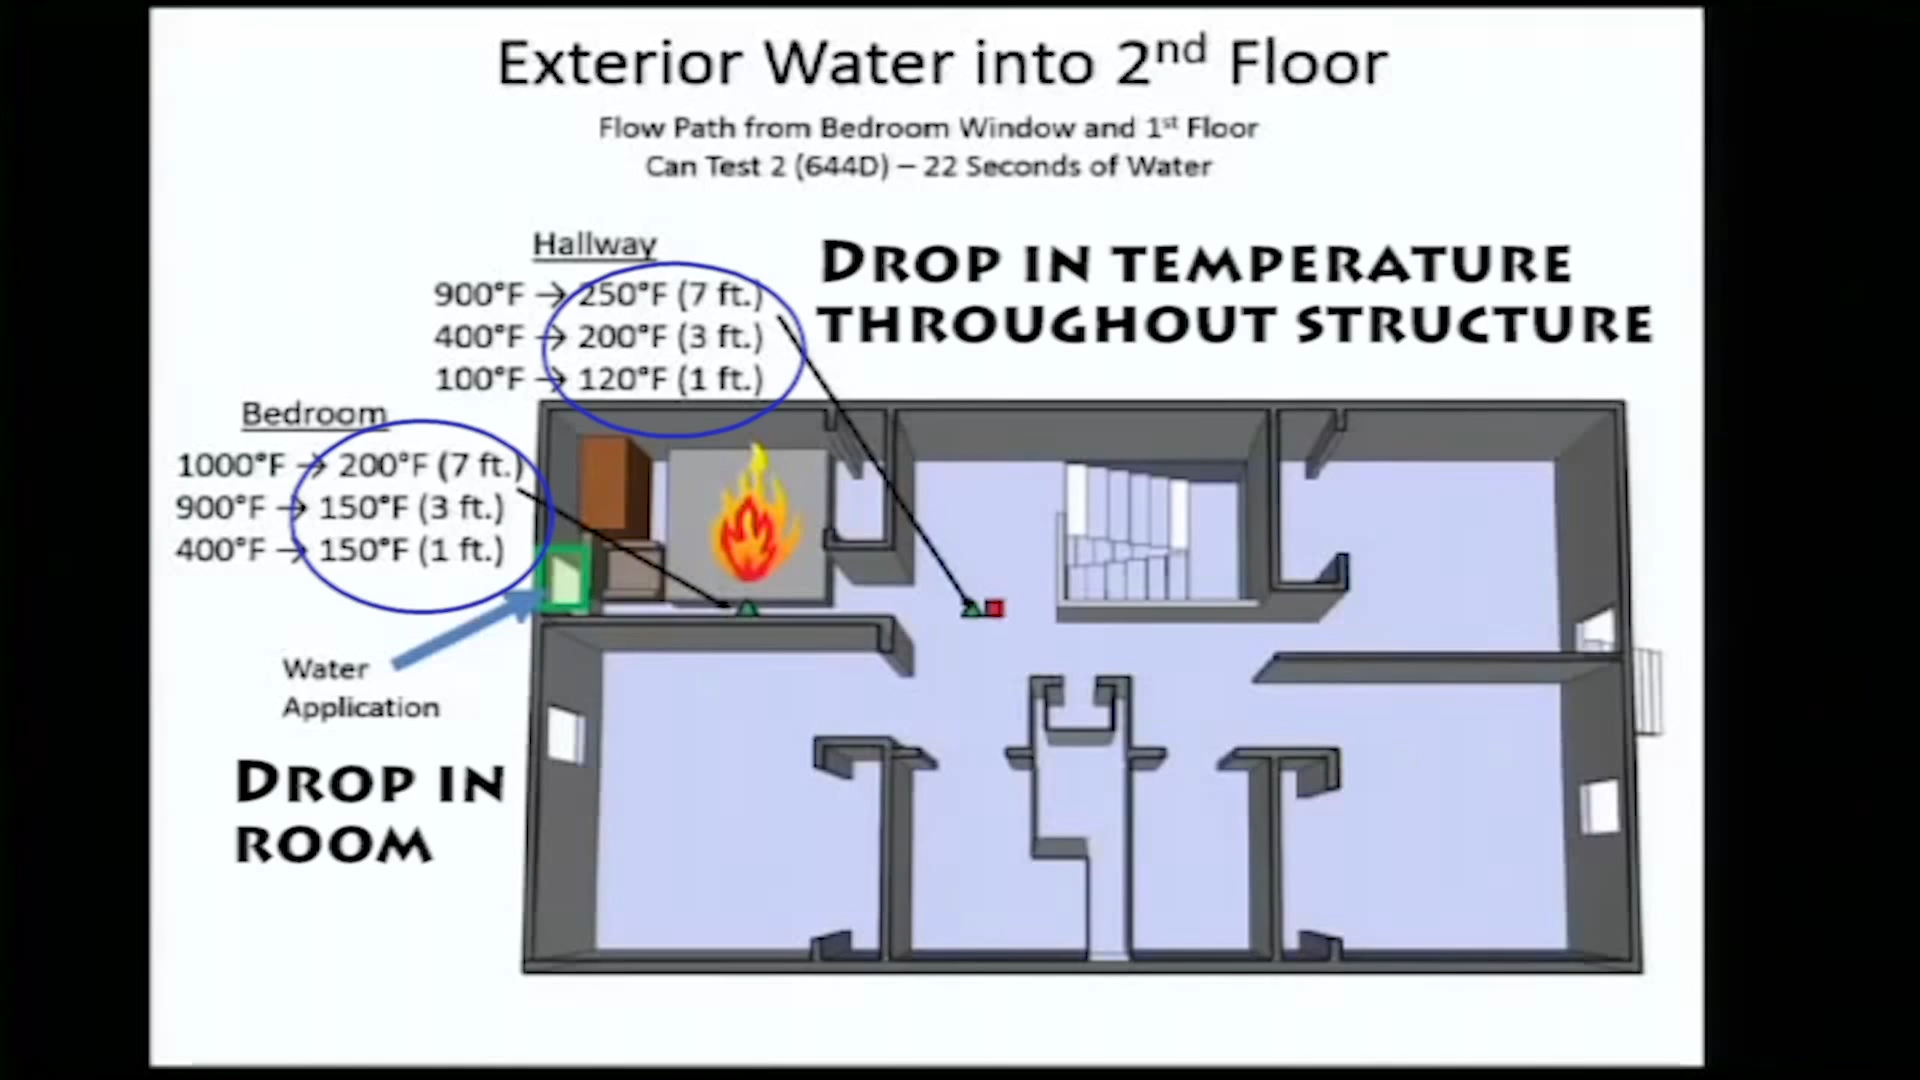 Exterior Water into 2nd Floor
Flow Path from Bedroom Window and 1st Floor
Can Test 2 (644D) – 22 Seconds of Water
Hallway
900°F → 250°F (7 ft.)
400°F → 200°F (3 ft.)
100°F → 120°F (1 ft.)
DROP IN TEMPERATURE
THROUGHOUT STRUCTURE
Bedroom
1000°F → 200°F (7 ft.)
900°F → 150°F (3 ft.)
400°F → 150°F (1 ft.)
Water
Application
DROP IN
ROOM